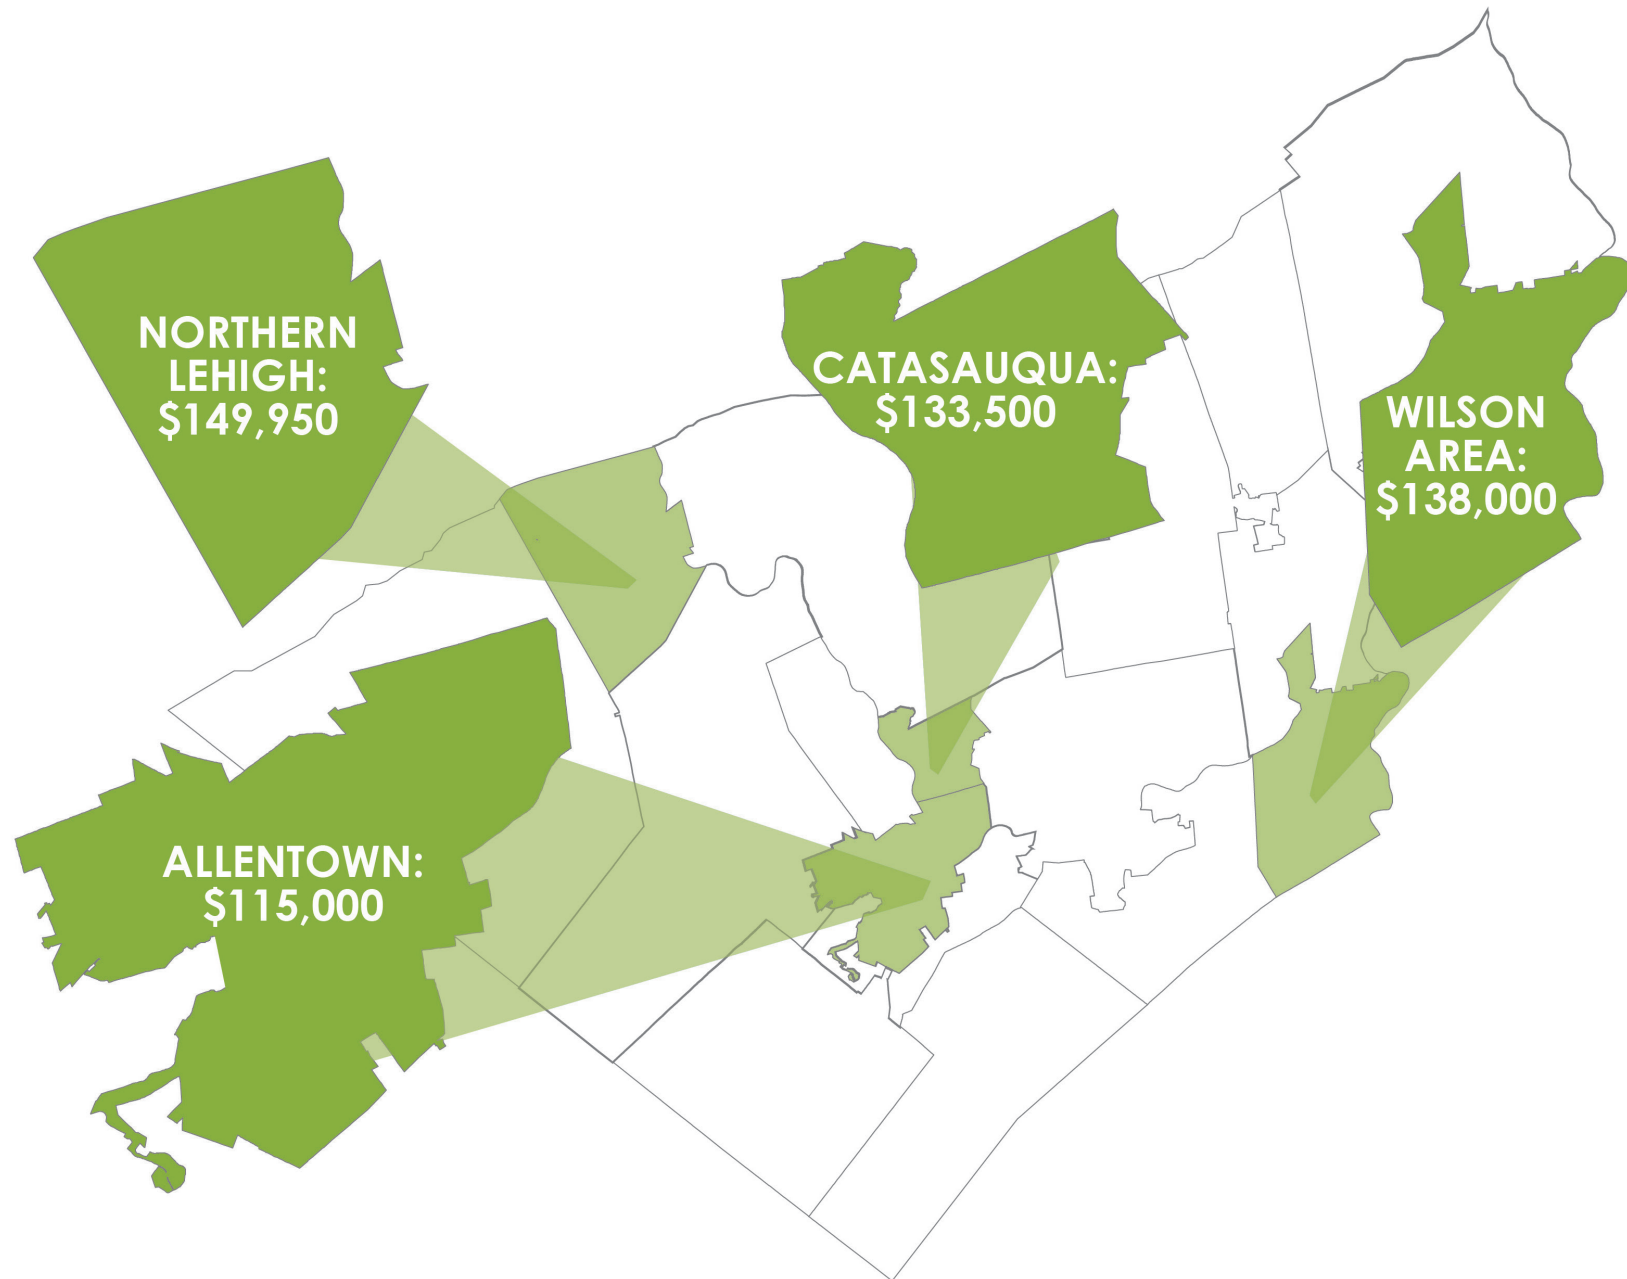 NORTHERN
LEHIGH:
$149,950
CATASAUQUA:
$133,500
WILSON
AREA:
$138,000
ALLENTOWN:
$115,000